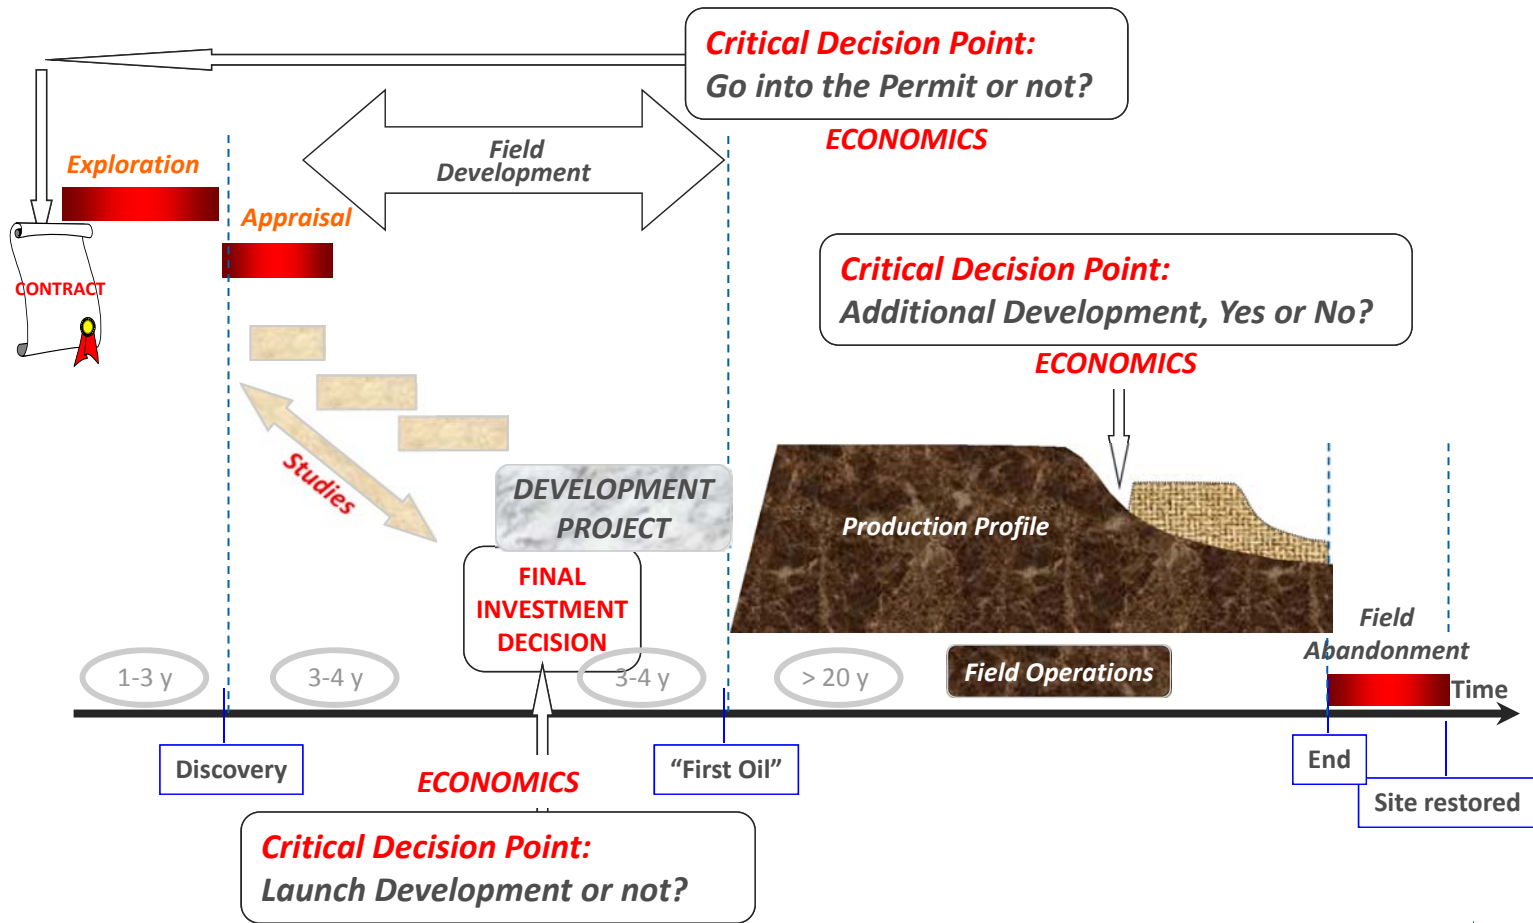 Critical Decision Point:
Go into the Permit or not?
ECONOMICS
Field
Development
Exploration
Appraisal
CONTRACT
Critical Decision Point:
Additional Development, Yes or No?
ECONOMICS
Studies
DEVELOPMENT
PROJECT
Production Profile
FINAL
INVESTMENT
DECISION
Field
Abandonment
1-3 y
3-4 y
3-4 y
> 20 y
Field Operations
Time
Discovery
“First Oil”
End
Site restored
ECONOMICS
Critical Decision Point:
Launch Development or not?